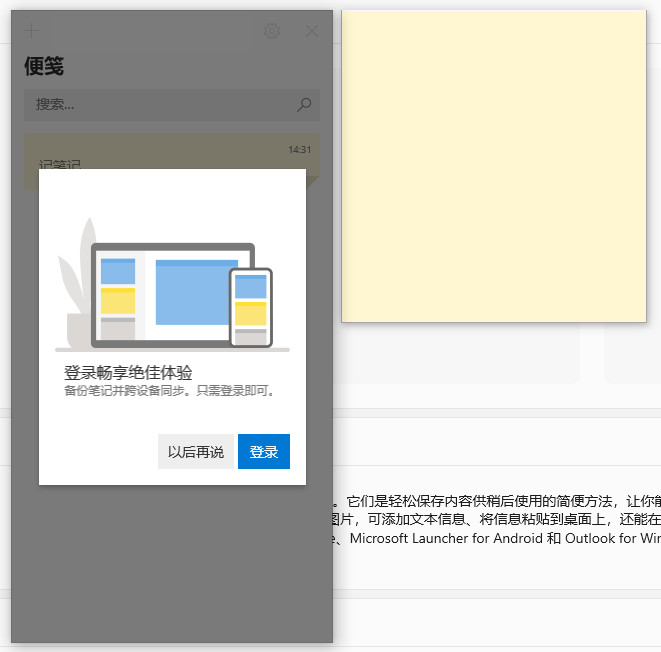 便笺
搜索...
14:31
记笔记
登录畅享绝佳体验
备份笔记并跨设备同步。只需登录即可。
以后再说
登录
。它们是轻松保存内容供稍后使用的简便方法，让你能
图片，可添加文本信息、将信息粘贴到桌面上，还能在
e、Microsoft Launcher for Android 和 Outlook for Win